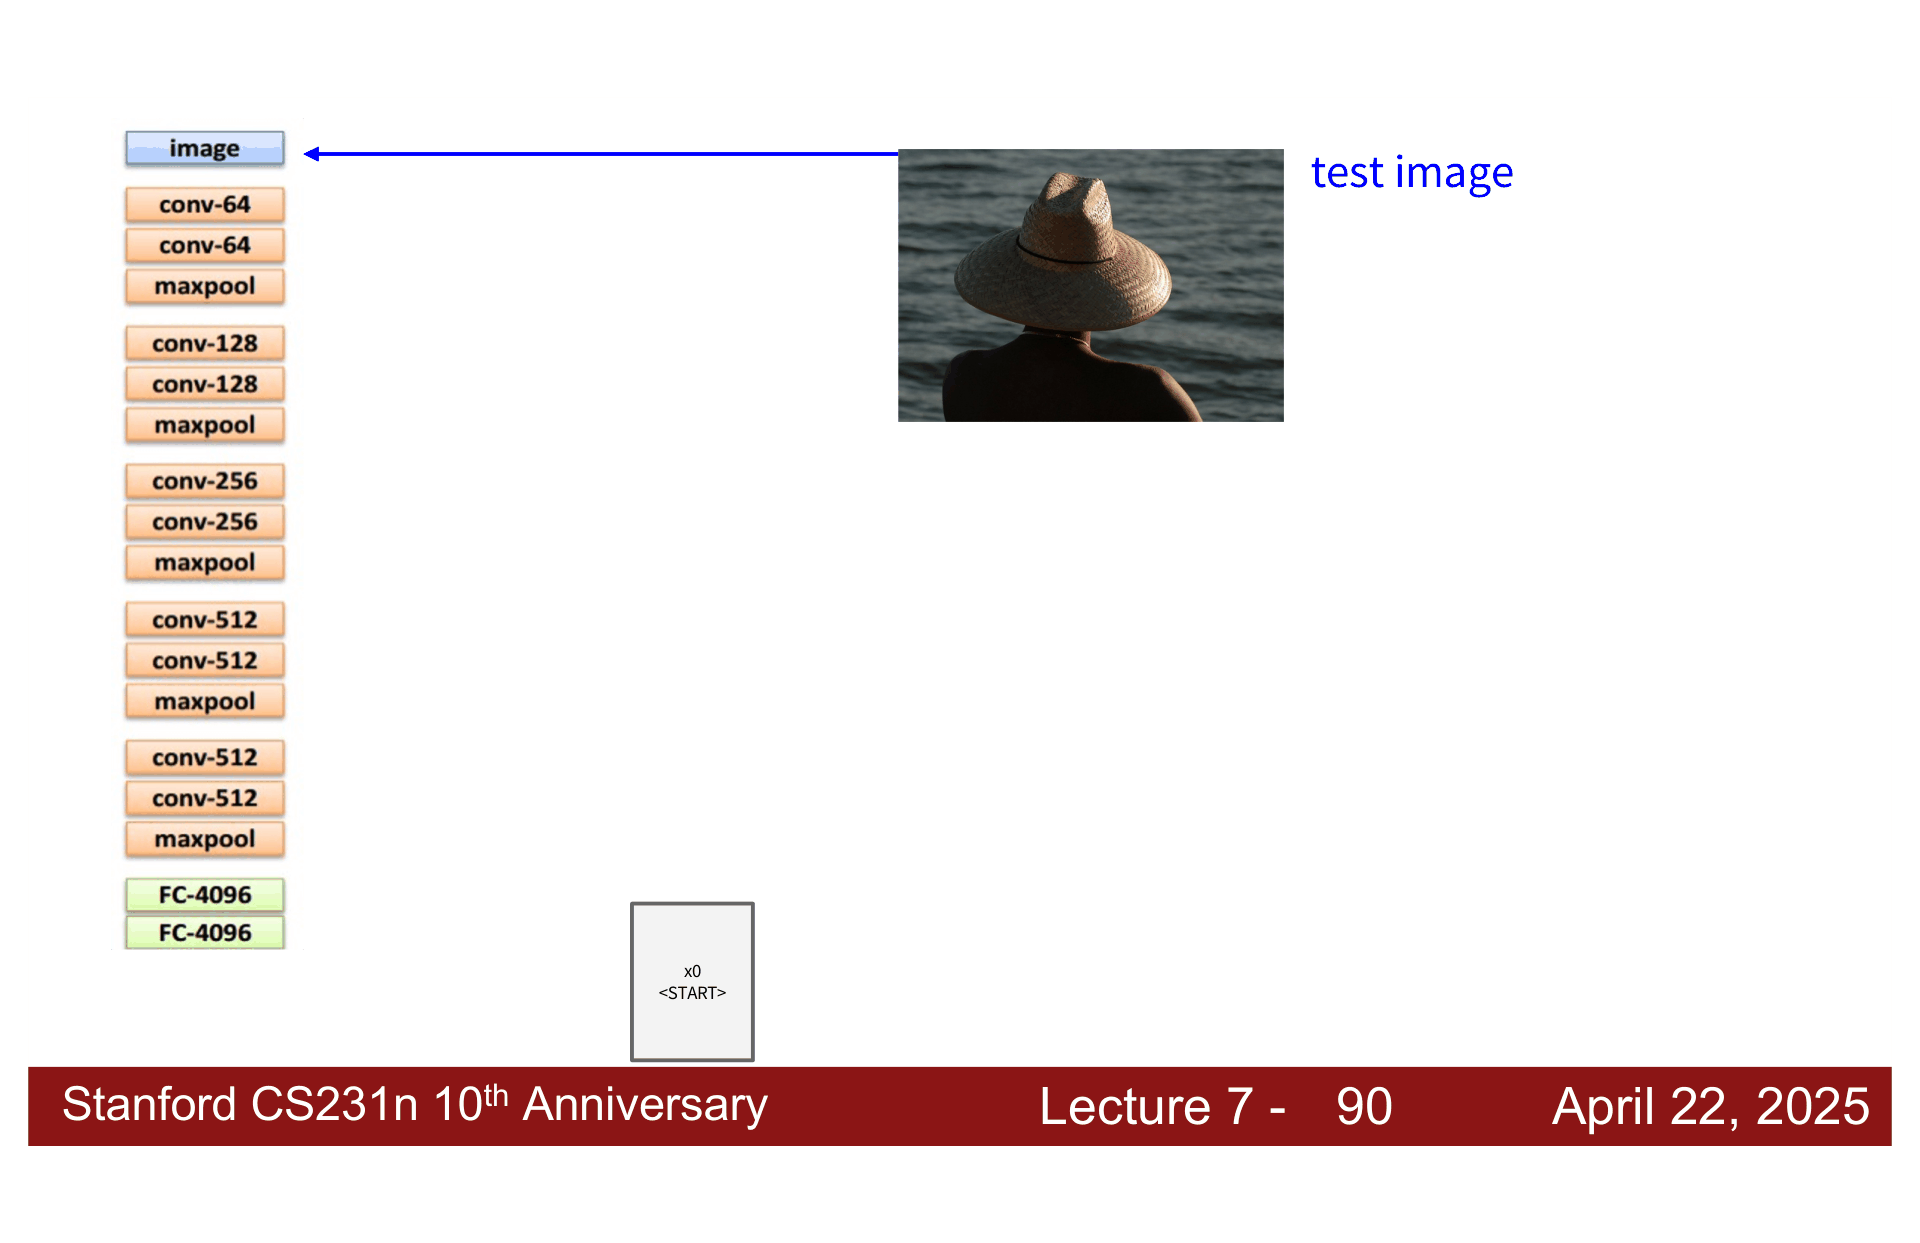 image
test image
conv-64
conv-64
maxpool
conv-128
conv-128
maxpool
conv-256
conv-256
maxpool
conv-512
conv-512
maxpool
conv-512
conv-512
maxpool
FC-4096
FC-4096
x0
<START>
Stanford CS231n 10th Anniversary
Lecture 7 - 90
April 22, 2025